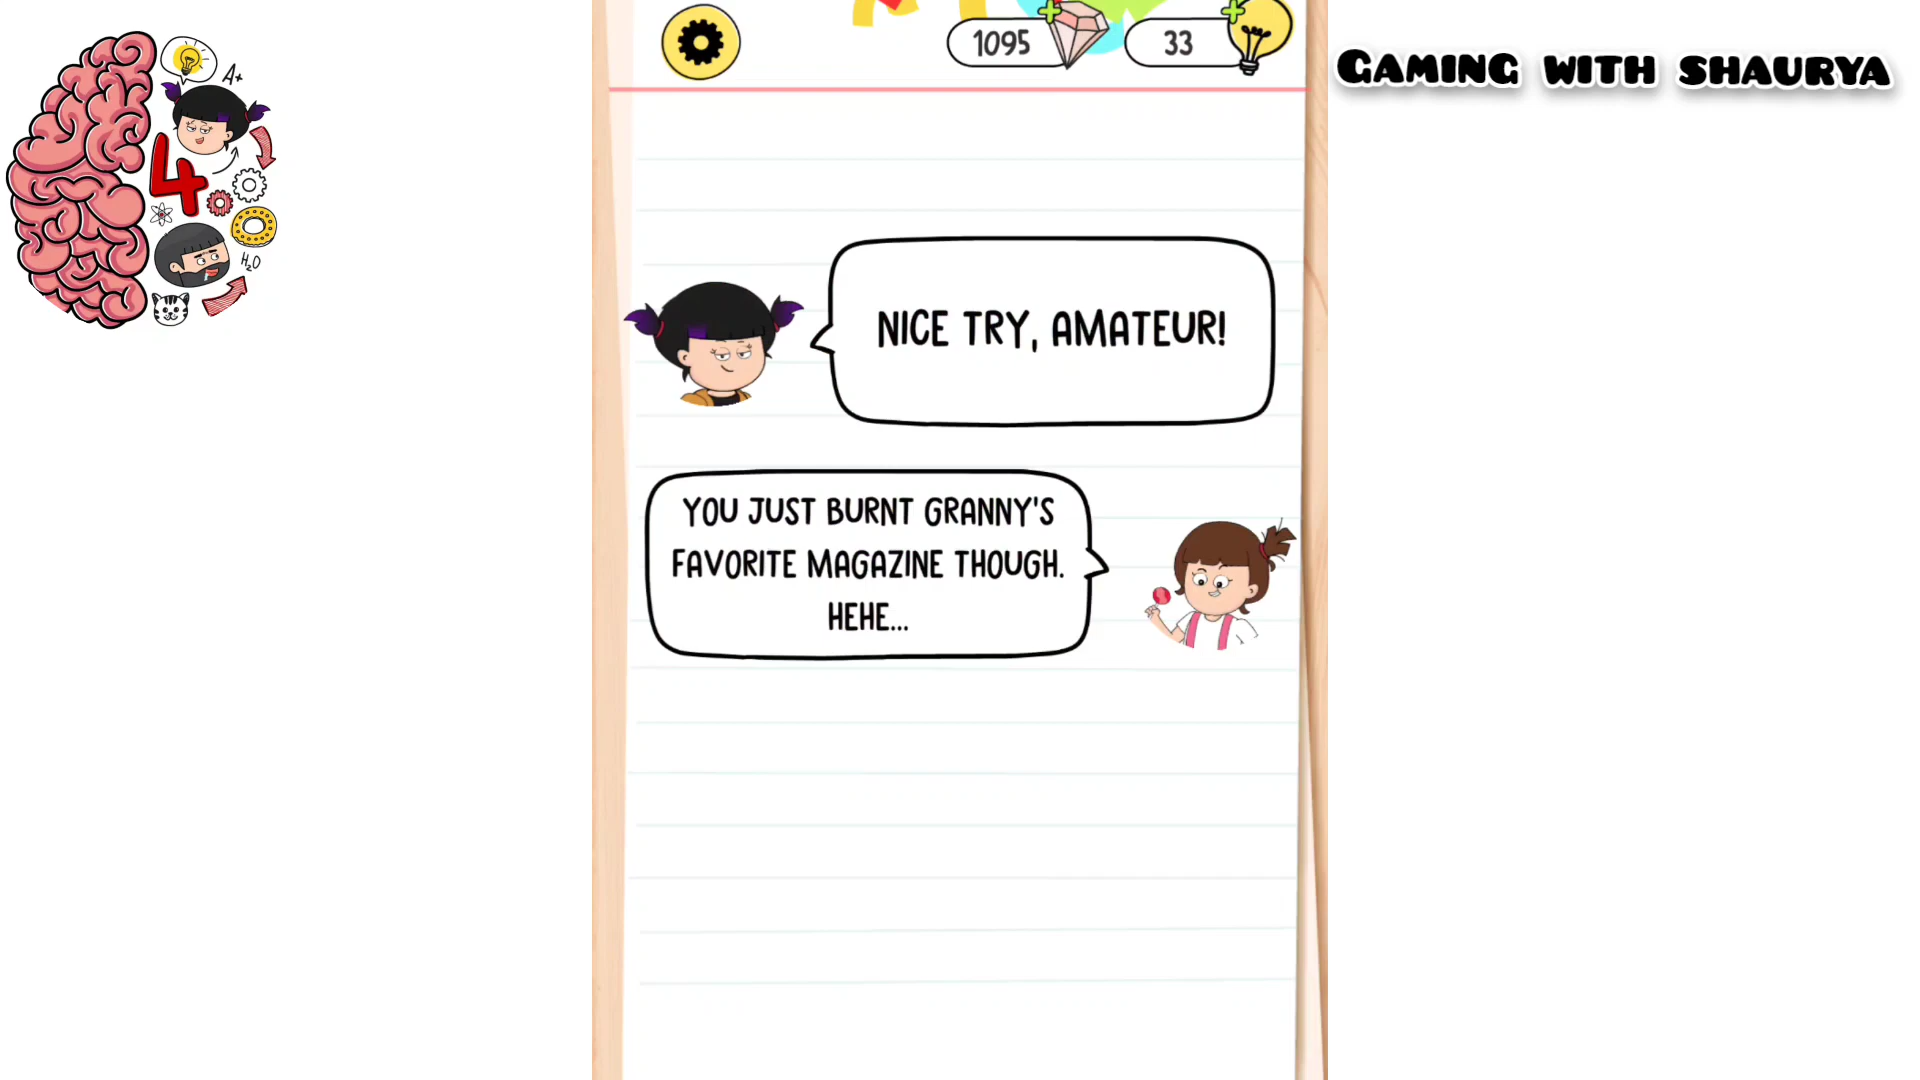 A+
4
H2O
1095
33
GAMING WITH SHAURYA
NICE TRY, AMATEUR!
YOU JUST BURNT GRANNY'S
FAVORITE MAGAZINE THOUGH.
HEHE...